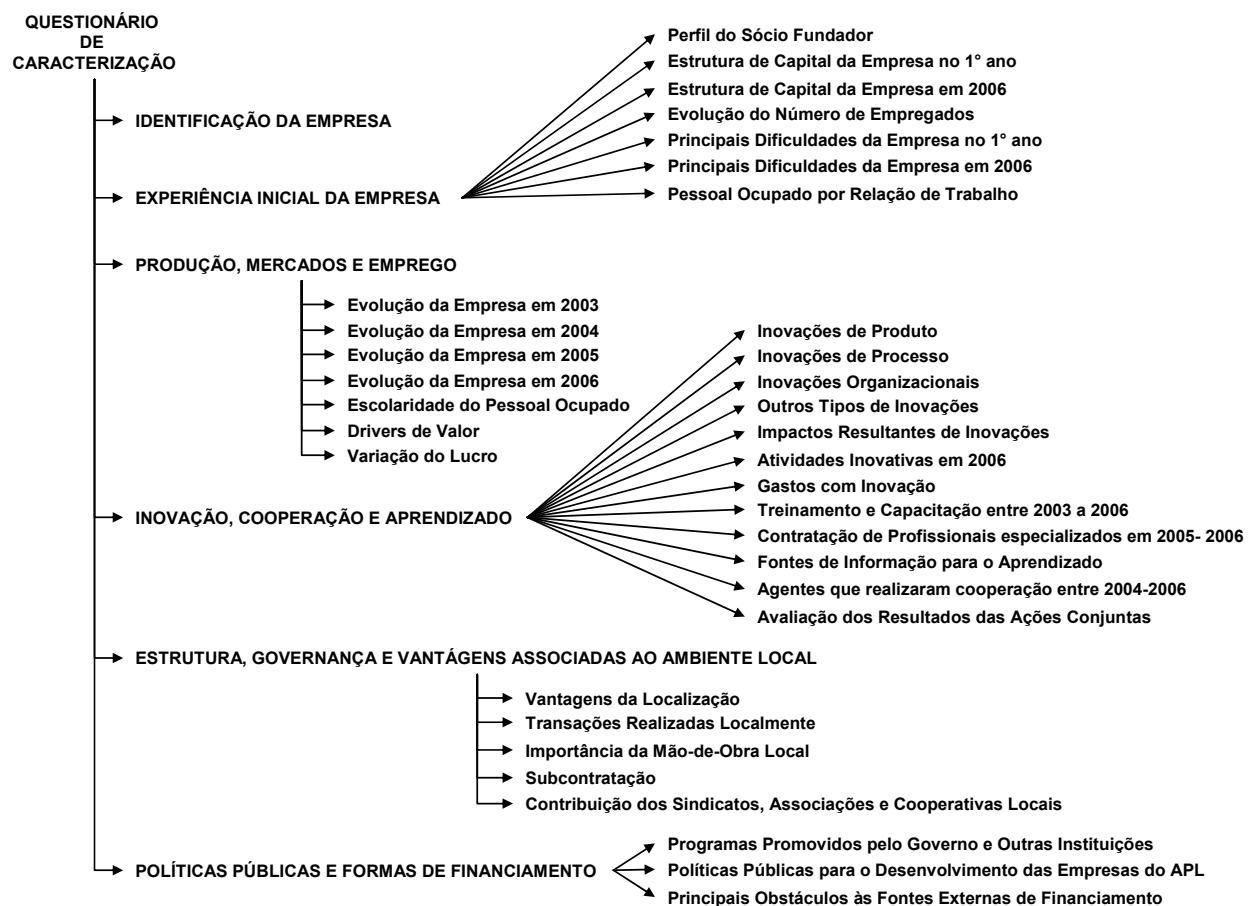 QUESTIONÁRIO
DE
CARACTERIZAÇÃO
IDENTIFICAÇÃO DA EMPRESA
EXPERIÊNCIA INICIAL DA EMPRESA
Perfil do Sócio Fundador
Estrutura de Capital da Empresa no 1° ano
Estrutura de Capital da Empresa em 2006
Evolução do Número de Empregados
Principais Dificuldades da Empresa no 1° ano
Principais Dificuldades da Empresa em 2006
Pessoal Ocupado por Relação de Trabalho
PRODUÇÃO, MERCADOS E EMPREGO
Evolução da Empresa em 2003
Evolução da Empresa em 2004
Evolução da Empresa em 2005
Evolução da Empresa em 2006
Escolaridade do Pessoal Ocupado
Drivers de Valor
Variação do Lucro
INOVAÇÃO, COOPERAÇÃO E APRENDIZADO
Inovações de Produto
Inovações de Processo
Inovações Organizacionais
Outros Tipos de Inovações
Impactos Resultantes de Inovações
Atividades Inovativas em 2006
Gastos com Inovação
Treinamento e Capacitação entre 2003 a 2006
Contratação de Profissionais especializados em 2005- 2006
Fontes de Informação para o Aprendizado
Agentes que realizaram cooperação entre 2004-2006
Avaliação dos Resultados das Ações Conjuntas
ESTRUTURA, GOVERNANÇA E VANTÁGENS ASSOCIADAS AO AMBIENTE LOCAL
Vantagens da Localização
Transações Realizadas Localmente
Importância da Mão-de-Obra Local
Subcontratação
Contribuição dos Sindicatos, Associações e Cooperativas Locais
POLÍTICAS PÚBLICAS E FORMAS DE FINANCIAMENTO
Programas Promovidos pelo Governo e Outras Instituições
Políticas Públicas para o Desenvolvimento das Empresas do APL
Principais Obstáculos às Fontes Externas de Financiamento